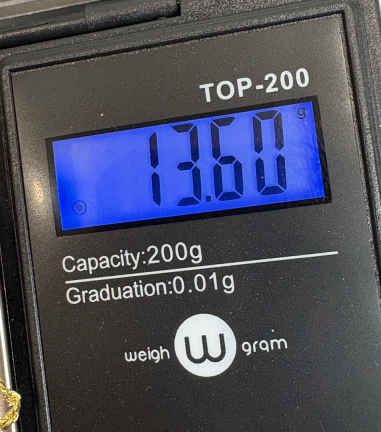 TOP-200
13.60 g
Capacity:200g
Graduation:0.01g
weigh W gram